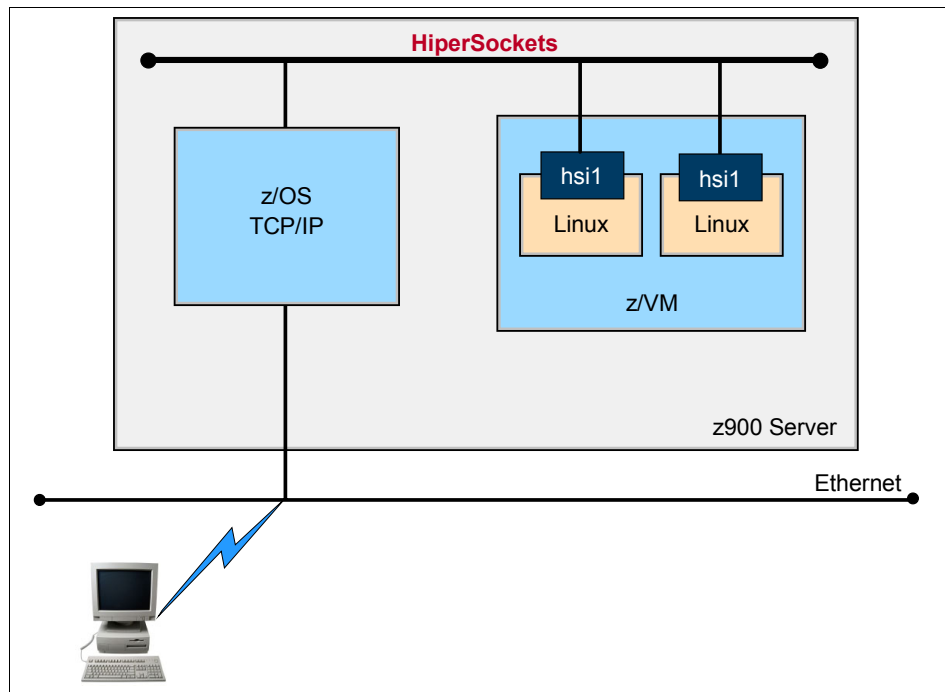 HiperSockets
z/OS
TCP/IP
hsi1
hsi1
Linux
Linux
z/VM
z900 Server
Ethernet